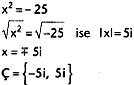 x² = -25
√x² = √-25 ise |x|=5i
x = ∓ 5i
Ç = {-5i, 5i}